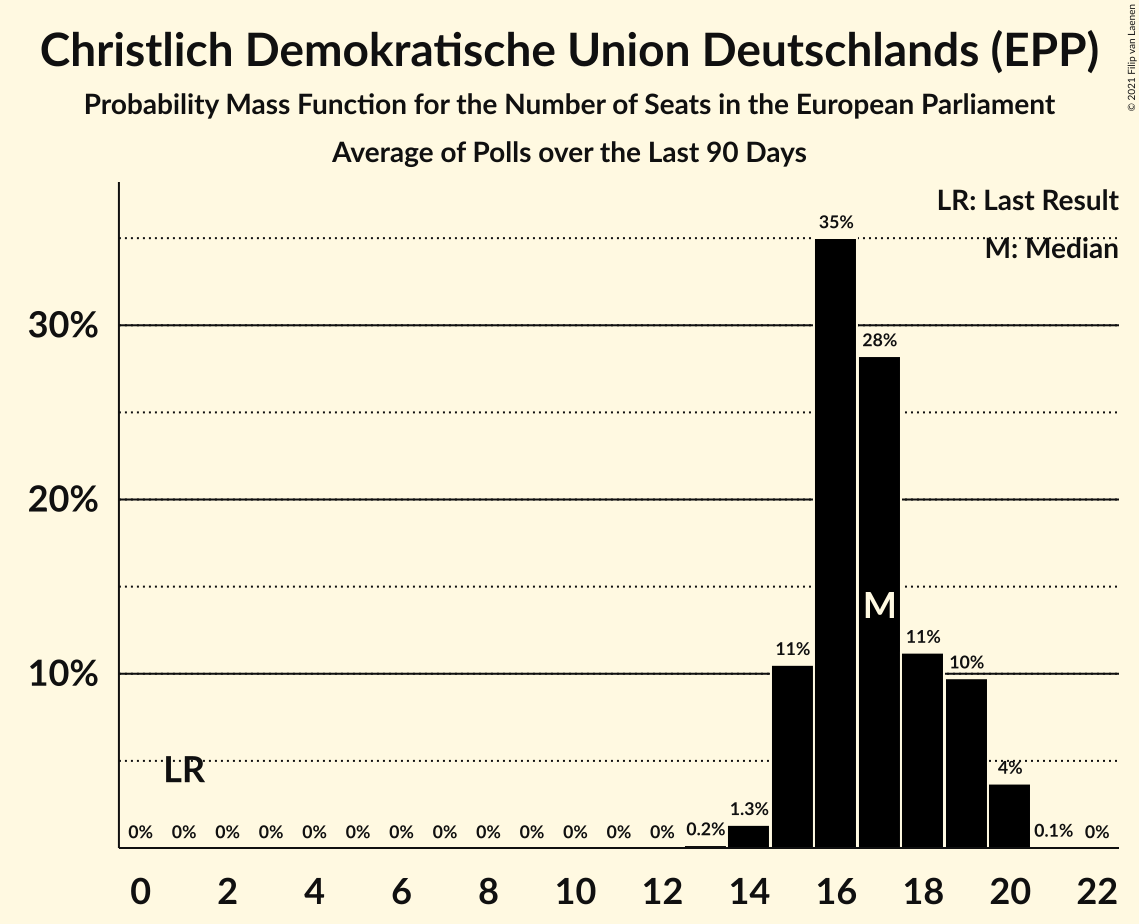 Christlich Demokratische Union Deutschlands (EPP)
Probability Mass Function for the Number of Seats in the European Parliament
Average of Polls over the Last 90 Days
© 2021 Filip van Laenen
LR: Last Result
M: Median
35%
30%
28%
20%
M
11%
11%
10%
10%
LR
4%
1.3%
0% 0% 0% 0% 0% 0% 0% 0% 0% 0% 0% 0% 0% 0.2% 0.1% 0%
0 2 4 6 8 10 12 14 16 18 20 22